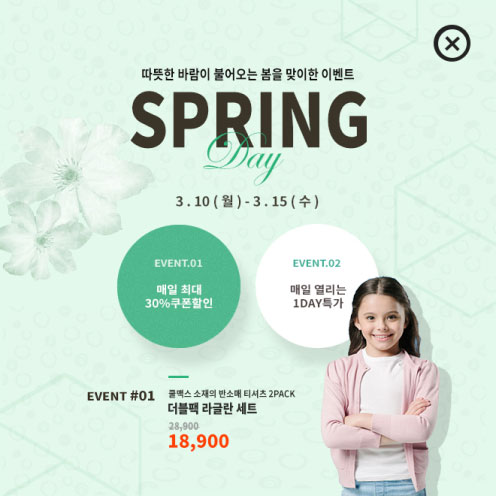 따뜻한 바람이 불어오는 봄을 맞이한 이벤트
SPRING
Day
3.10(월)-3.15(수)
EVENT.01
매일 최대
30%쿠폰할인
EVENT.02
매일 열리는
1DAY특가
EVENT #01
쿨맥스 소재의 반소매 티셔츠 2PACK
더블팩 라글란 세트
28,900
18,900